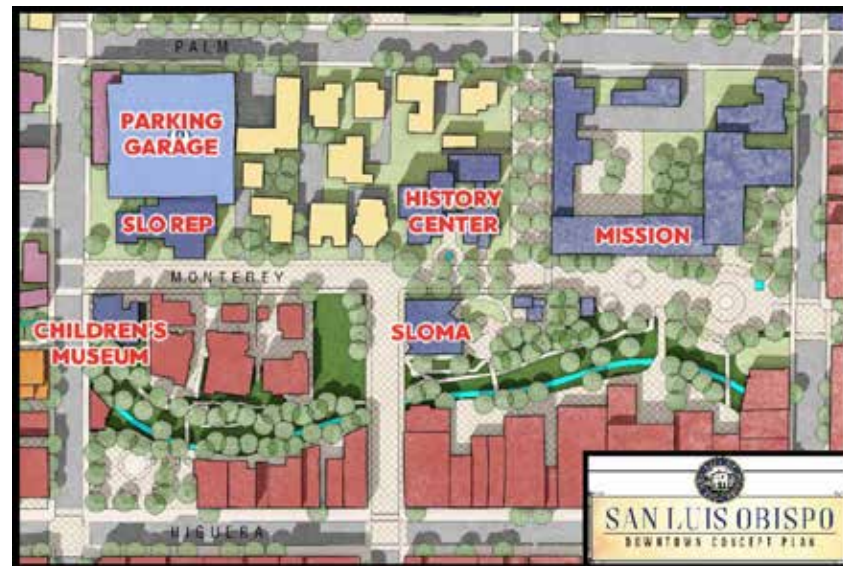 PALM
PARKING
GARAGE
SLO REP
HISTORY
CENTER
MISSION
MONTEREY
CHILDREN'S
MUSEUM
SLOMA
HIGUERA
SAN LUIS OBISPO
DOWNTOWN CONCEPT PLAN